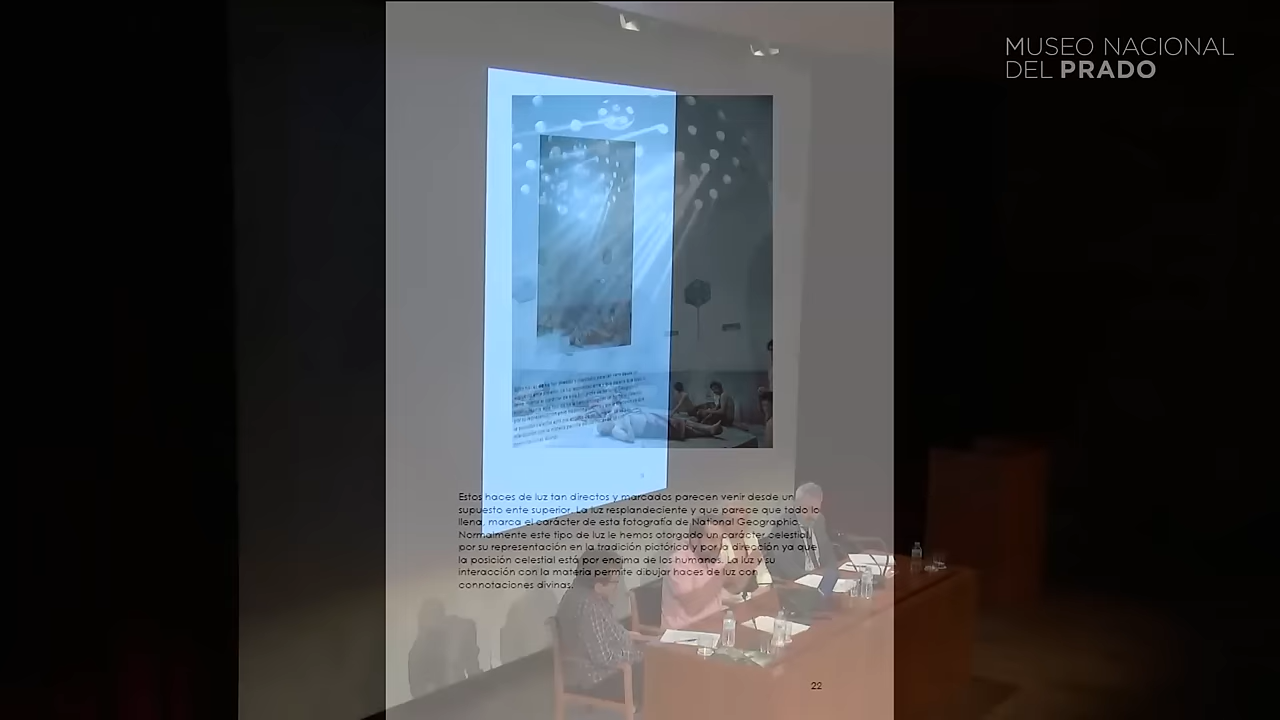 MUSEO NACIONAL
DEL PRADO
Estos haces de luz tan directos y marcados parecen venir desde un
supuesto ente superior. La luz resplandeciente y que parece que todo lo
llena, marca el carácter de esta fotografía de National Geographic.
Normalmente este tipo de luz le hemos otorgado un carácter celestial,
por su representación en la tradición pictórica y por la dirección ya que
la posición celestial está por encima de los humanos. La luz y su
interacción con la materia permite dibujar haces de luz con
connotaciones divinas.
22